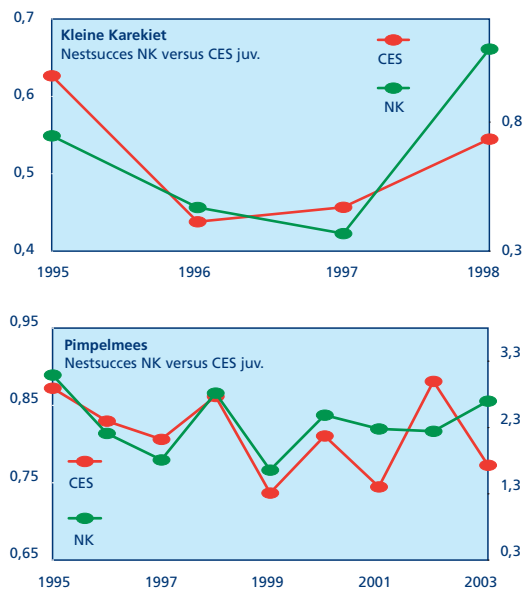 0,7
Kleine Karekiet
Nestsucces NK versus CES juv.
CES
NK
0,6
0,5
0,4
0,8
0,3
1995 1996 1997 1998
0,95
Pimpelmees
Nestsucces NK versus CES juv.
0,85
0,75
0,65
CES
NK
3,3
2,3
1,3
0,3
1995 1997 1999 2001 2003